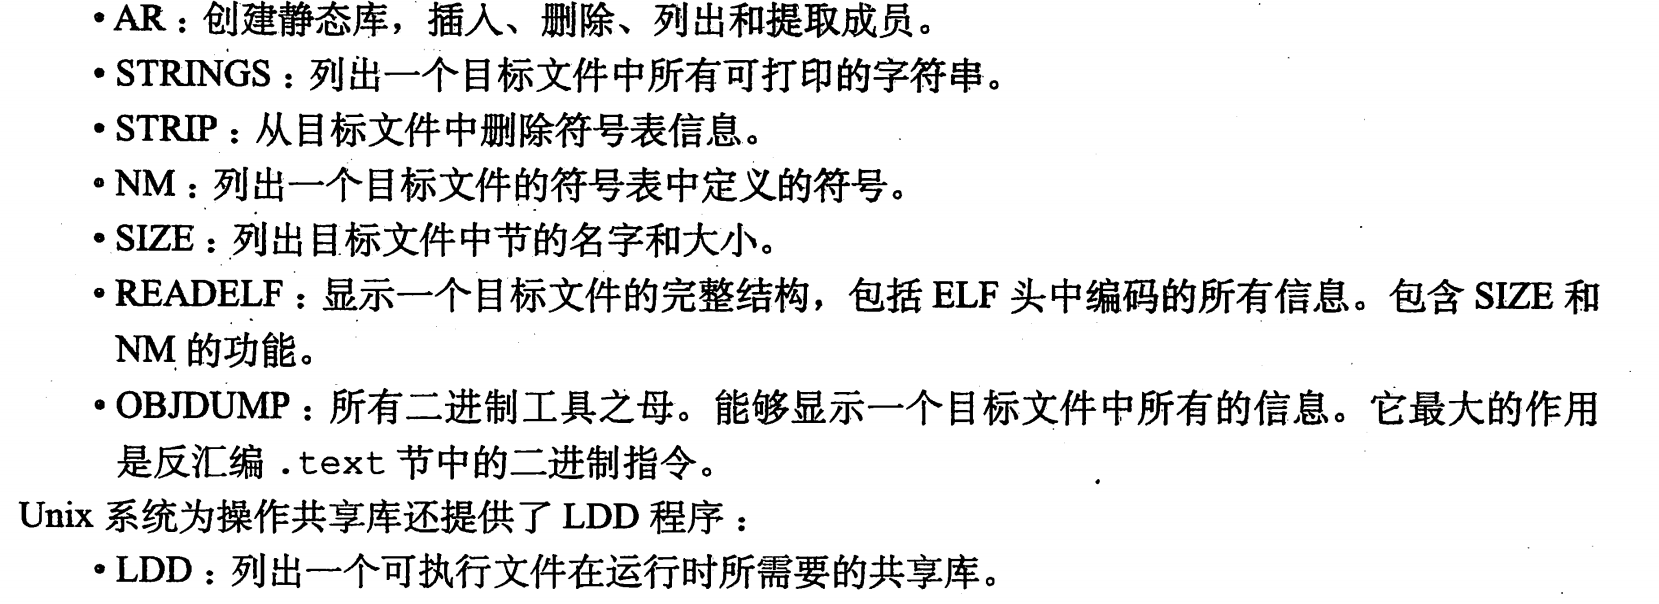 • AR：创建静态库，插入、删除、列出和提取成员。
• STRINGS：列出一个目标文件中所有可打印的字符串。
• STRIP：从目标文件中删除符号表信息。
• NM：列出一个目标文件的符号表中定义的符号。
• SIZE：列出目标文件中节的名字和大小。
• READELF：显示一个目标文件的完整结构，包括 ELF 头中编码的所有信息。包含 SIZE 和
NM 的功能。
• OBJDUMP：所有二进制工具之母。能够显示一个目标文件中所有的信息。它最大的作用
是反汇编 .text 节中的二进制指令。
Unix 系统为操作共享库还提供了 LDD 程序：
• LDD：列出一个可执行文件在运行时所需要的共享库。